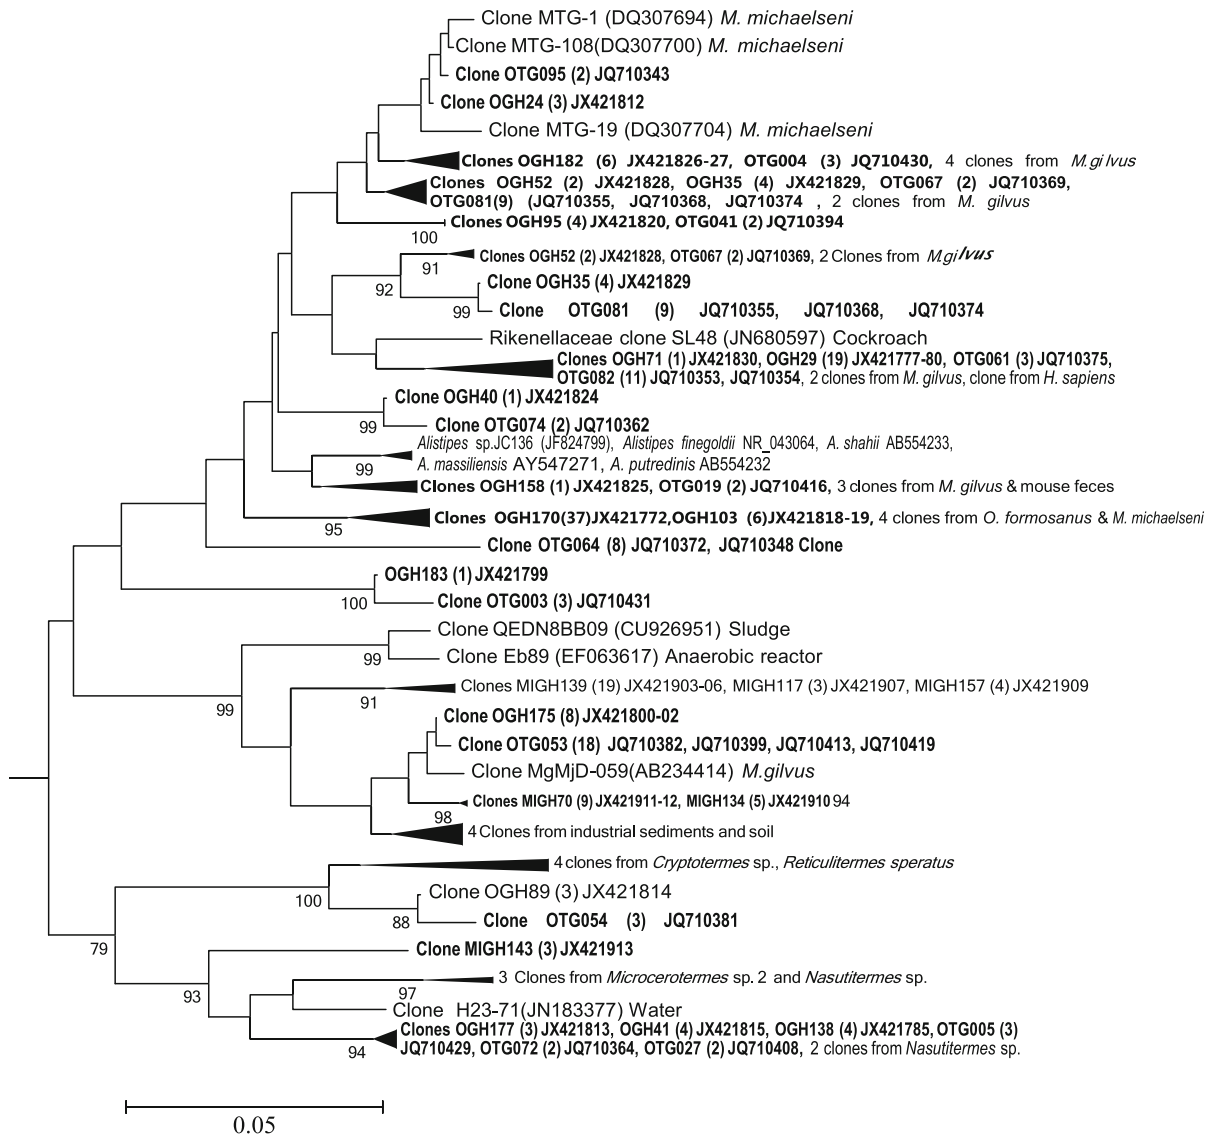 Clone MTG-1 (DQ307694) M. michaelseni
Clone MTG-108(DQ307700) M. michaelseni
Clone OTG095 (2) JQ710343
Clone OGH24 (3) JX421812
Clone MTG-19 (DQ307704) M. michaelseni
Clones OGH182 (6) JX421826-27, OTG004 (3) JQ710430, 4 clones from M.gilvus
Clones OGH52 (2) JX421828, OGH35 (4) JX421829, OTG067 (2) JQ710369,
OTG081(9) (JQ710355, JQ710368, JQ710374 , 2 clones from M. gilvus
Clones OGH95 (4) JX421820, OTG041 (2) JQ710394
100
Clones OGH52 (2) JX421828, OTG067 (2) JQ710369, 2 Clones from M.gilvus
91
Clone OGH35 (4) JX421829
92
99
Clone OTG081 (9) JQ710355, JQ710368, JQ710374
Rikenellaceae clone SL48 (JN680597) Cockroach
Clones OGH71 (1) JX421830, OGH29 (19) JX421777-80, OTG061 (3) JQ710375,
OTG082 (11) JQ710353, JQ710354, 2 clones from M. gilvus, clone from H. sapiens
Clone OGH40 (1) JX421824
99
Clone OTG074 (2) JQ710362
Alistipes sp.JC136 (JF824799), Alistipes finegoldii NR_043064, A. shahii AB554233,
A. massiliensis AY547271, A. putredinis AB554232
99
Clones OGH158 (1) JX421825, OTG019 (2) JQ710416, 3 clones from M. gilvus & mouse feces
Clones OGH170(37)JX421772,OGH103 (6)JX421818-19, 4 clones from O. formosanus & M. michaelseni
95
Clone OTG064 (8) JQ710372, JQ710348 Clone
OGH183 (1) JX421799
100
Clone OTG003 (3) JQ710431
Clone QEDN8BB09 (CU926951) Sludge
99
Clone Eb89 (EF063617) Anaerobic reactor
Clones MIGH139 (19) JX421903-06, MIGH117 (3) JX421907, MIGH157 (4) JX421909
91
99
Clone OGH175 (8) JX421800-02
Clone OTG053 (18) JQ710382, JQ710399, JQ710413, JQ710419
Clone MgMjD-059(AB234414) M.gilvus
Clones MIGH70 (9) JX421911-12, MIGH134 (5) JX421910 94
98
4 Clones from industrial sediments and soil
4 clones from Cryptotermes sp., Reticulitermes speratus
100
Clone OGH89 (3) JX421814
88
Clone OTG054 (3) JQ710381
79
Clone MIGH143 (3) JX421913
3 Clones from Microcerotermes sp. 2 and Nasutitermes sp.
97
93
Clone H23-71(JN183377) Water
Clones OGH177 (3) JX421813, OGH41 (4) JX421815, OGH138 (4) JX421785, OTG005 (3)
JQ710429, OTG072 (2) JQ710364, OTG027 (2) JQ710408, 2 clones from Nasutitermes sp.
94
0.05